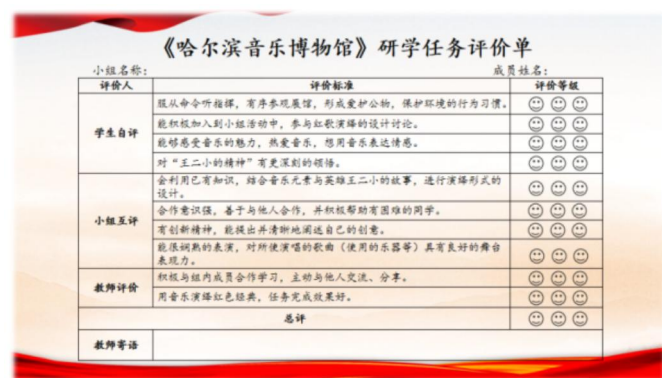 《哈尔滨音乐博物馆》研学任务评价单
小组名称: 成员姓名:
评价人 评价标准 评价等级
学生自评
服从命令听指挥，有序参观展馆，形成爱护公物，保护环境的行为习惯。
能积极加入到小组活动中，参与红歌演绎的设计讨论。
能够感受音乐的魅力，热爱音乐，想用音乐表达情感。
对“王二小的精神”有更深刻的领悟。
小组互评
会利用已有知识，结合音乐元素与英雄王二小的故事，进行演绎形式的
设计。
合作意识强，善于与他人合作，并积极帮助有困难的同学。
有创新精神，能提出并清晰地阐述自己的创意。
能很娴熟的表演，对所使演唱的歌曲（使用的乐器等）具有良好的舞台
表现力。
教师评价
积极与组内成员合作学习，主动与他人交流、分享。
用音乐演绎红色经典，任务完成效果好。
总评
教师寄语